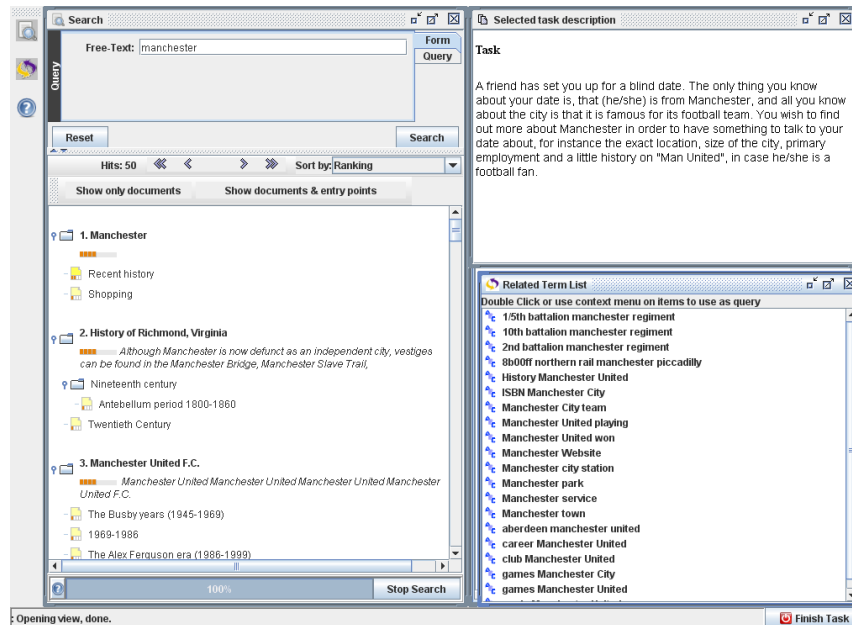 Search
Free-Text: manchester
Form
Query
Query
Reset
Search
Hits: 50
Sort by: Ranking
Show only documents
Show documents & entry points
1. Manchester
Recent history
Shopping
2. History of Richmond, Virginia
Although Manchester is now defunct as an independent city, vestiges
can be found in the Manchester Bridge, Manchester Slave Trail,
Nineteenth century
Antebellum period 1800-1860
Twentieth Century
3. Manchester United F.C.
Manchester United Manchester United Manchester United Manchester
United F.C.
The Busby years (1945-1969)
1969-1986
The Alex Ferguson era (1986-1999)
100%
Stop Search
: Opening view, done.
Selected task description
Task
A friend has set you up for a blind date. The only thing you know
about your date is, that (he/she) is from Manchester, and all you know
about the city is that it is famous for its football team. You wish to find
out more about Manchester in order to have something to talk to your
date about, for instance the exact location, size of the city, primary
employment and a little history on "Man United", in case he/she is a
football fan.
Related Term List
Double Click or use context menu on items to use as query
1/5th battalion manchester regiment
10th battalion manchester regiment
2nd battalion manchester regiment
8b00ff northern rail manchester piccadilly
History Manchester United
ISBN Manchester City
Manchester City team
Manchester United playing
Manchester United won
Manchester Website
Manchester city station
Manchester park
Manchester service
Manchester town
aberdeen manchester united
career Manchester United
club Manchester United
games Manchester City
games Manchester United
Finish Task